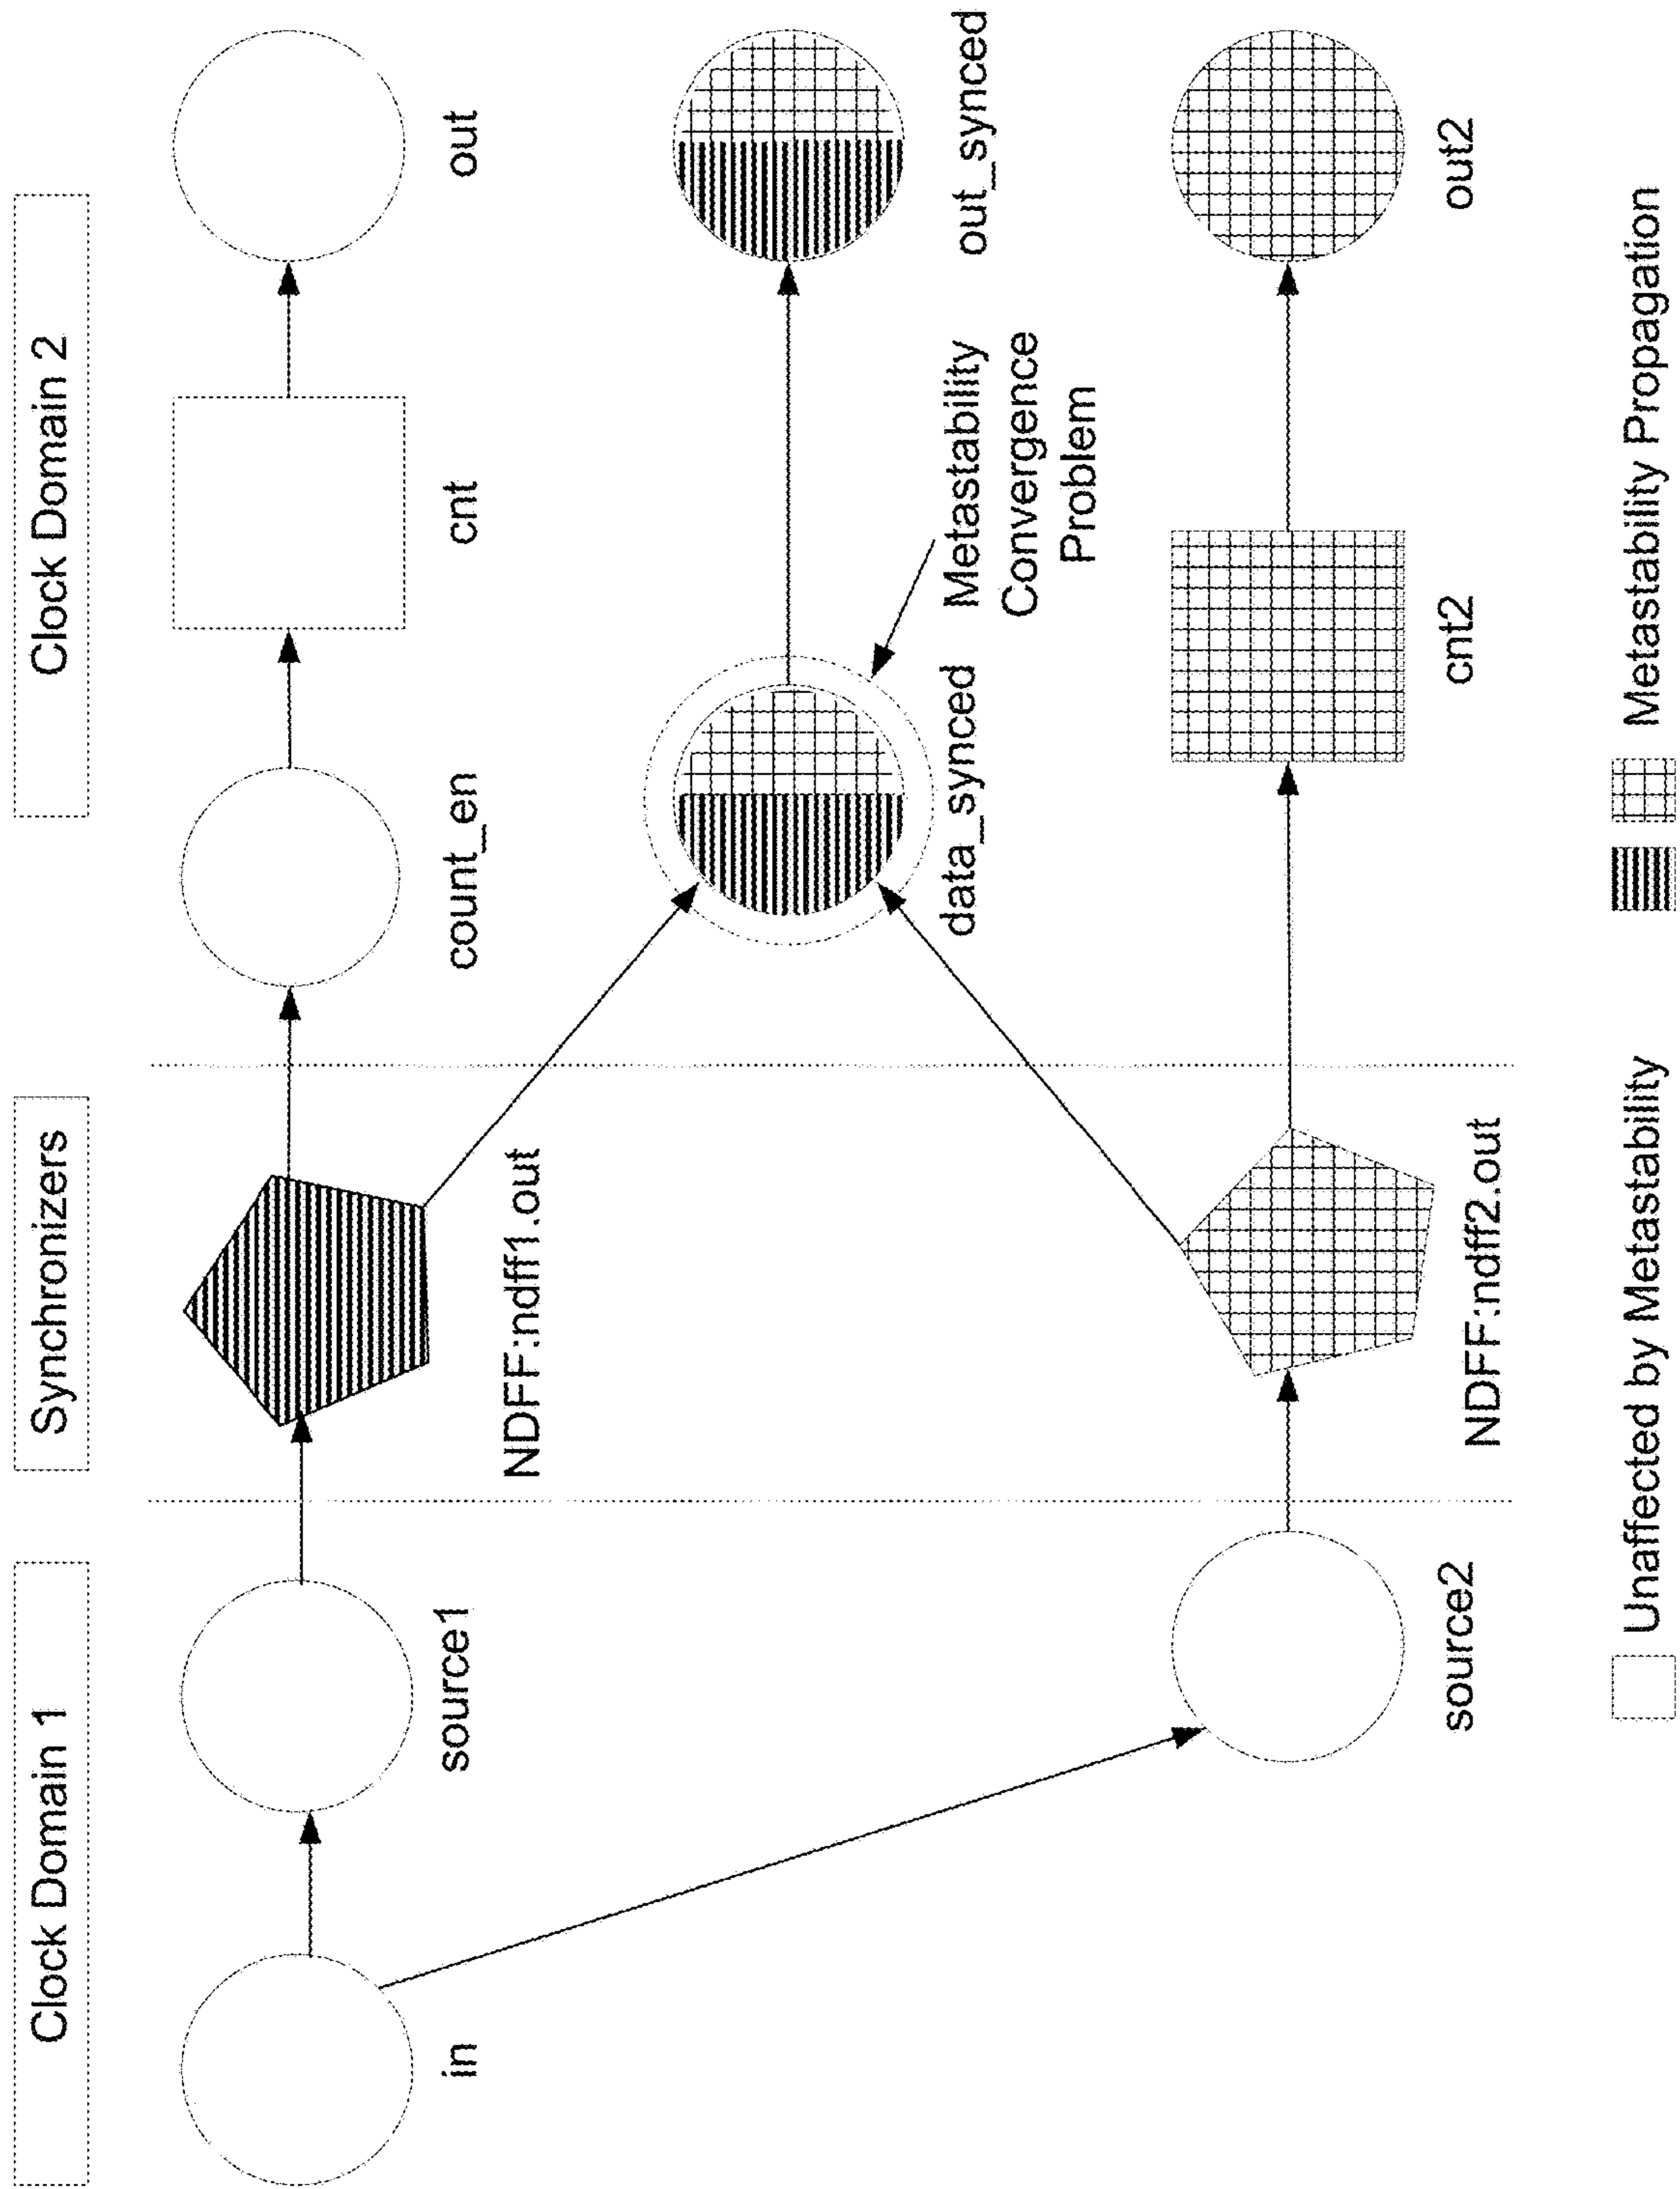 Clock Domain 1
Synchronizers
Clock Domain 2
in
source1
NDFF:ndff1.out
count_en
cnt
out
data_synced
Metastability
Convergence
Problem
out_synced
source2
NDFF:ndff2.out
cnt2
out2
Unaffected by Metastability
Metastability Propagation